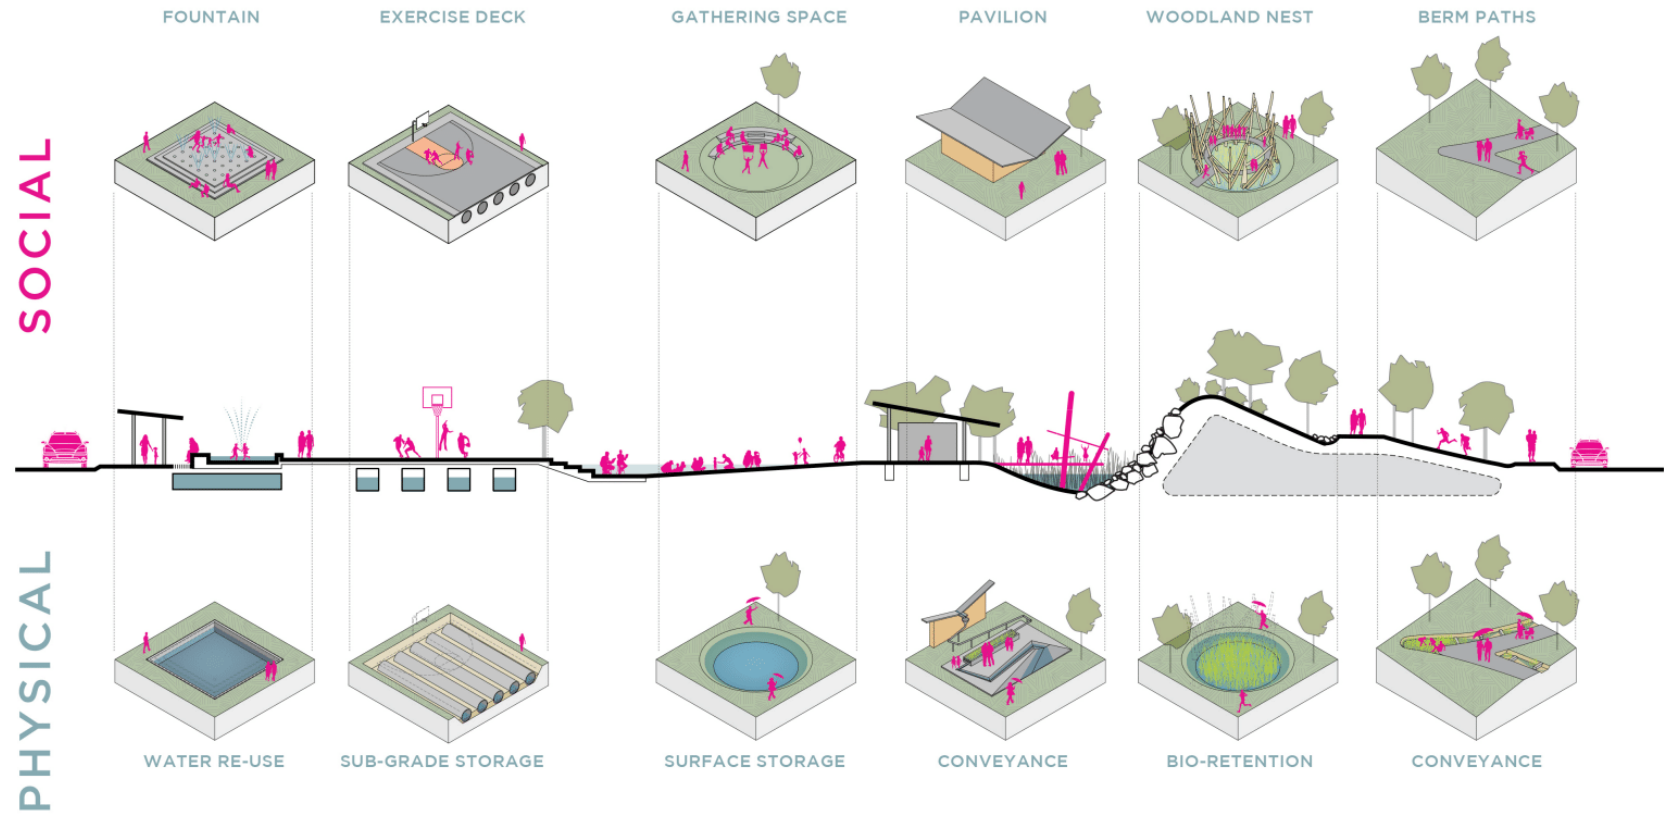 FOUNTAIN
EXERCISE DECK
GATHERING SPACE
PAVILION
WOODLAND NEST
BERM PATHS
SOCIAL
PHYSICAL
WATER RE-USE
SUB-GRADE STORAGE
SURFACE STORAGE
CONVEYANCE
BIO-RETENTION
CONVEYANCE